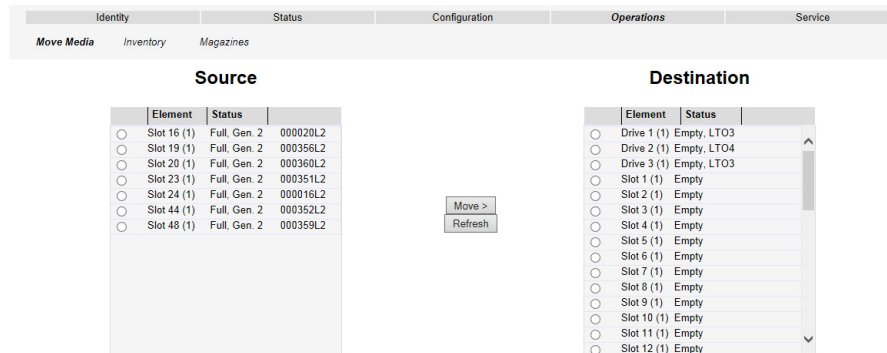 Identity Status Configuration Operations Service
Move Media Inventory Magazines
Source
Element Status
Slot 16 (1) Full, Gen. 2 000020L2
Slot 19 (1) Full, Gen. 2 000356L2
Slot 20 (1) Full, Gen. 2 000360L2
Slot 23 (1) Full, Gen. 2 000351L2
Slot 24 (1) Full, Gen. 2 000016L2
Slot 44 (1) Full, Gen. 2 000352L2
Slot 48 (1) Full, Gen. 2 000359L2
Move >
Refresh
Destination
Element Status
Drive 1 (1) Empty, LTO3
Drive 2 (1) Empty, LTO4
Drive 3 (1) Empty, LTO3
Slot 1 (1) Empty
Slot 2 (1) Empty
Slot 3 (1) Empty
Slot 4 (1) Empty
Slot 5 (1) Empty
Slot 6 (1) Empty
Slot 7 (1) Empty
Slot 8 (1) Empty
Slot 9 (1) Empty
Slot 10 (1) Empty
Slot 11 (1) Empty
Slot 12 (1) Empty